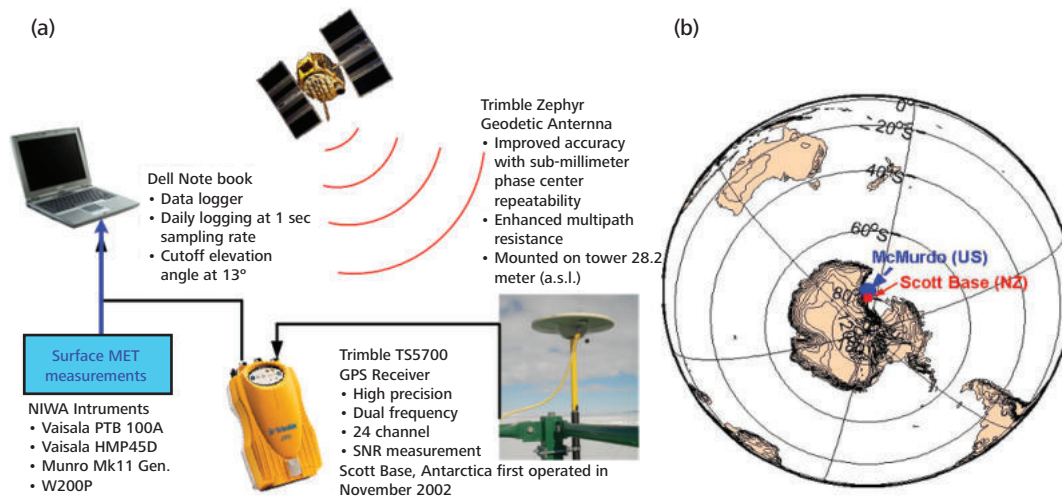 (a)
Trimble Zephyr
Geodetic Anternna
• Improved accuracy
with sub-millimeter
phase center
repeatability
• Enhanced multipath
resistance
• Mounted on tower 28.2
meter (a.s.l.)
Dell Note book
• Data logger
• Daily logging at 1 sec
sampling rate
• Cutoff elevation
angle at 13°
Surface MET
measurements
NIWA Intruments
• Vaisala PTB 100A
• Vaisala HMP45D
• Munro Mk11 Gen.
• W200P
Trimble TS5700
GPS Receiver
• High precision
• Dual frequency
• 24 channel
• SNR measurement
Scott Base, Antarctica first operated in
November 2002
(b)
0°
20°S
40°S
60°S
McMurdo (US)
Scott Base (NZ)